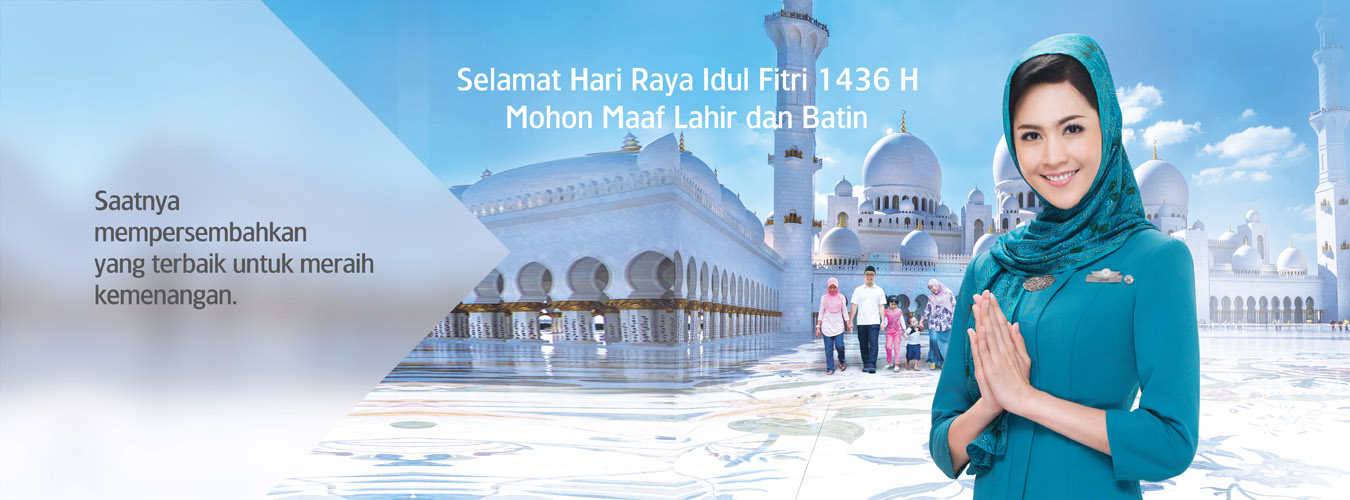 Selamat Hari Raya Idul Fitri 1436 H
Mohon Maaf Lahir dan Batin
Saatnya
mempersembahkan
yang terbaik untuk meraih
kemenangan.